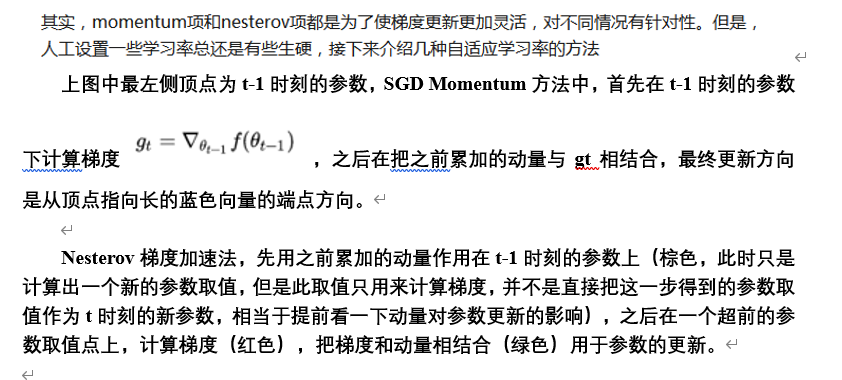 其实，momentum项和nesterov项都是为了使梯度更新更加灵活，对不同情况有针对性。但是，
人工设置一些学习率总还是有些生硬，接下来介绍几种自适应学习率的方法
上图中最左侧顶点为 t-1 时刻的参数，SGD Momentum 方法中，首先在 t-1 时刻的参数
下计算梯度 g_t = ∇_{θ_{t−1}} f(θ_{t−1}) ，之后在把之前累加的动量与 gt 相结合，最终更新方向
是从顶点指向长的蓝色向量的端点方向。
Nesterov 梯度加速法，先用之前累加的动量作用在 t-1 时刻的参数上（棕色，此时只是
计算出一个新的参数取值，但是此取值只用来计算梯度，并不是直接把这一步得到的参数取
值作为 t 时刻的新参数，相当于提前看一下动量对参数更新的影响），之后在一个超前的参
数取值点上，计算梯度（红色），把梯度和动量相结合（绿色）用于参数的更新。